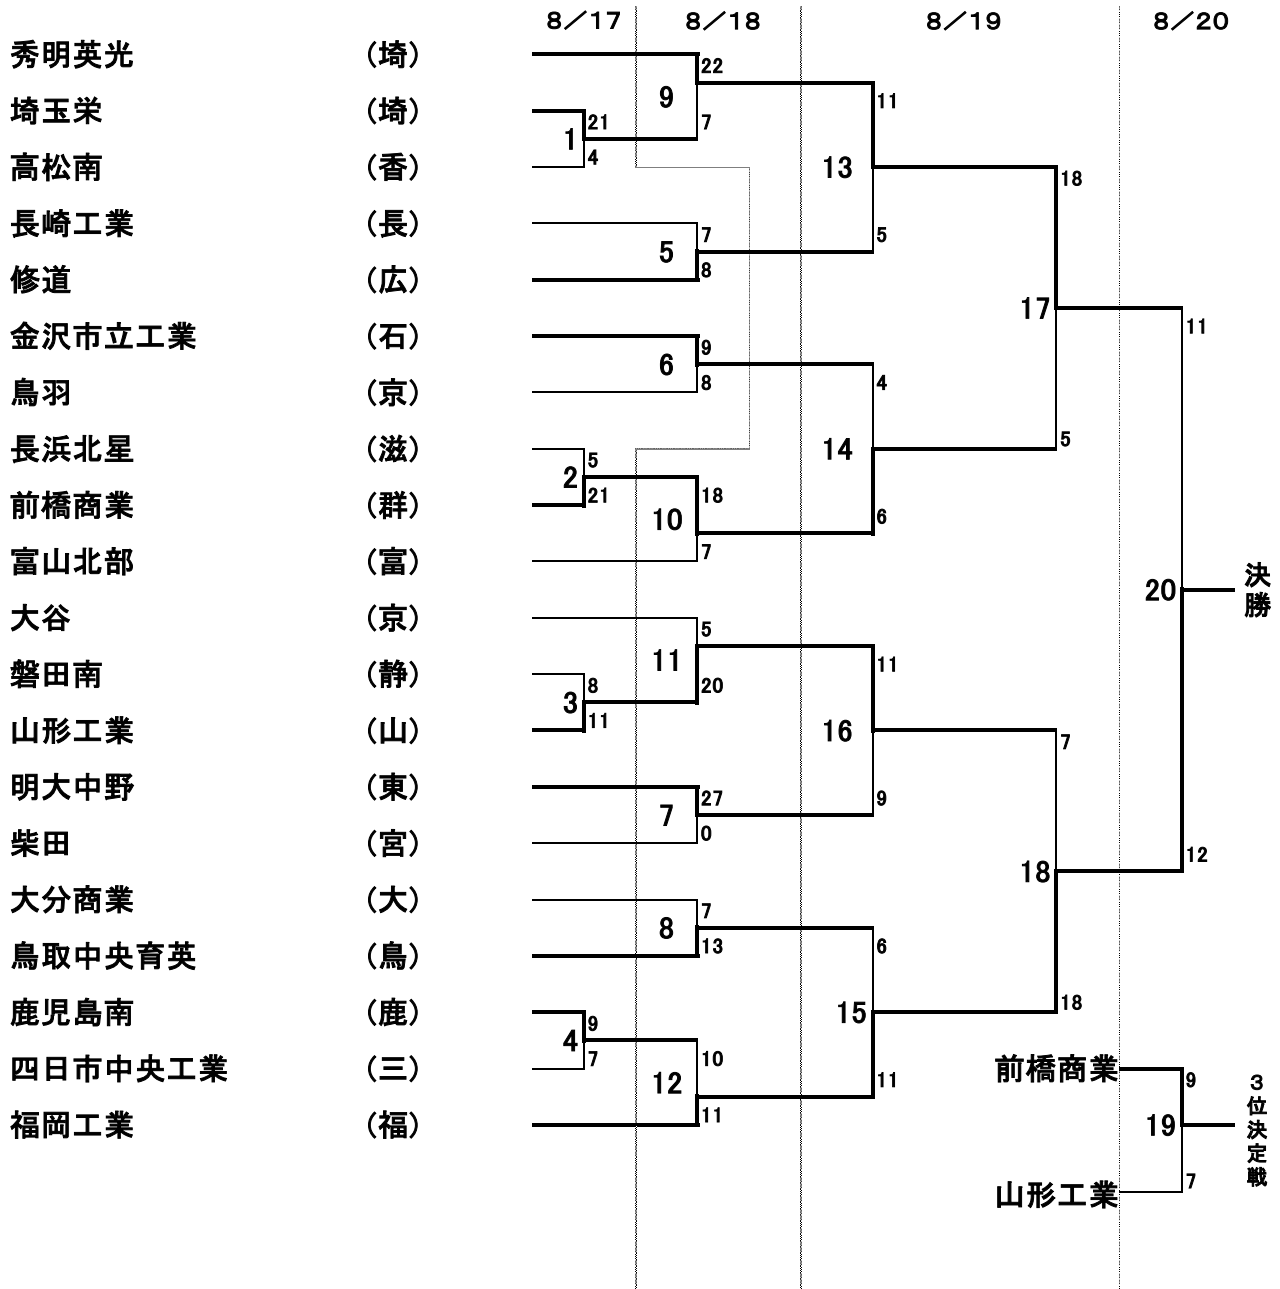 8／17 8／18 8／19 8／20
秀明英光 （埼）
22
9
11
埼玉栄 （埼）
21
7
1
4
高松南 （香）
13
18
長崎工業 （長）
7
5
5
8
修道 （広）
17
11
金沢市立工業 （石）
9
6
8
4
鳥羽 （京）
長浜北星 （滋）
5
14
5
2
21
18
前橋商業 （群）
10
6
7
富山北部 （富）
20
決勝
大谷 （京）
5
11
11
20
磐田南 （静）
8
3
11
山形工業 （山）
16
7
明大中野 （東）
27
9
7
0
柴田 （宮）
12
18
大分商業 （大）
7
8
13
6
鳥取中央育英 （鳥）
鹿児島南 （鹿）
9
15
18
4
7
10
四日市中央工業 （三）
12
11
11
福岡工業 （福）
前橋商業
9
19
7
山形工業
３位決定戦